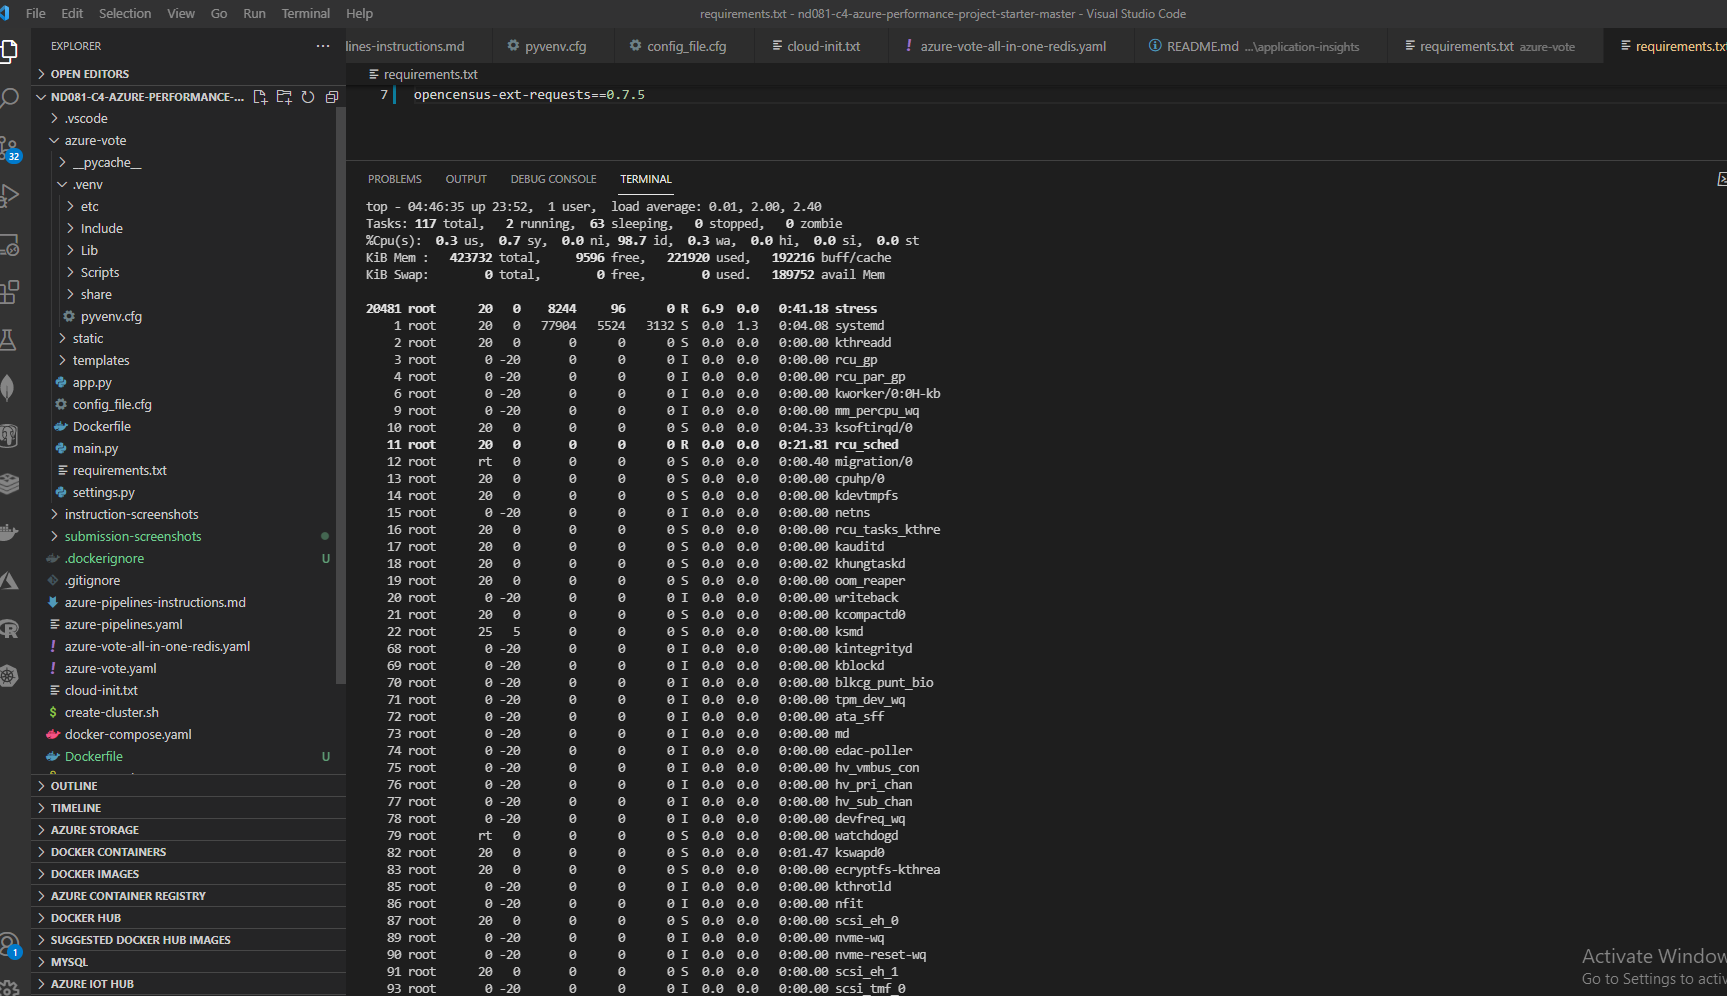 File Edit Selection View Go Run Terminal Help
requirements.txt - nd081-c4-azure-performance-project-starter-master - Visual Studio Code
EXPLORER
OPEN EDITORS
ND081-C4-AZURE-PERFORMANCE-...
.vscode
azure-vote
__pycache__
.venv
etc
Include
Lib
Scripts
share
pyvenv.cfg
static
templates
app.py
config_file.cfg
Dockerfile
main.py
requirements.txt
settings.py
instruction-screenshots
submission-screenshots
.dockerignore U
.gitignore
azure-pipelines-instructions.md
azure-pipelines.yaml
azure-vote-all-in-one-redis.yaml
azure-vote.yaml
cloud-init.txt
create-cluster.sh
docker-compose.yaml
Dockerfile U
OUTLINE
TIMELINE
AZURE STORAGE
DOCKER CONTAINERS
DOCKER IMAGES
AZURE CONTAINER REGISTRY
DOCKER HUB
SUGGESTED DOCKER HUB IMAGES
MYSQL
AZURE IOT HUB
32
1
lines-instructions.md pyvenv.cfg config_file.cfg cloud-init.txt azure-vote-all-in-one-redis.yaml README.md ...\application-insights requirements.txt azure-vote requirements.txt
requirements.txt
7 opencensus-ext-requests==0.7.5
PROBLEMS OUTPUT DEBUG CONSOLE TERMINAL
top - 04:46:35 up 23:52, 1 user, load average: 0.01, 2.00, 2.40
Tasks: 117 total, 2 running, 63 sleeping, 0 stopped, 0 zombie
%Cpu(s): 0.3 us, 0.7 sy, 0.0 ni, 98.7 id, 0.3 wa, 0.0 hi, 0.0 si, 0.0 st
KiB Mem : 423732 total, 9596 free, 221920 used, 192216 buff/cache
KiB Swap: 0 total, 0 free, 0 used. 189752 avail Mem
20481 root 20 0 8244 96 0 R 6.9 0.0 0:41.18 stress
1 root 20 0 77904 5524 3132 S 0.0 1.3 0:04.08 systemd
2 root 20 0 0 0 0 S 0.0 0.0 0:00.00 kthreadd
3 root 0 -20 0 0 0 I 0.0 0.0 0:00.00 rcu_gp
4 root 0 -20 0 0 0 I 0.0 0.0 0:00.00 rcu_par_gp
6 root 0 -20 0 0 0 I 0.0 0.0 0:00.00 kworker/0:0H-kb
9 root 0 -20 0 0 0 I 0.0 0.0 0:00.00 mm_percpu_wq
10 root 20 0 0 0 0 S 0.0 0.0 0:04.33 ksoftirqd/0
11 root 20 0 0 0 0 R 0.0 0.0 0:21.81 rcu_sched
12 root rt 0 0 0 0 S 0.0 0.0 0:00.40 migration/0
13 root 20 0 0 0 0 S 0.0 0.0 0:00.00 cpuhp/0
14 root 20 0 0 0 0 S 0.0 0.0 0:00.00 kdevtmpfs
15 root 0 -20 0 0 0 I 0.0 0.0 0:00.00 netns
16 root 20 0 0 0 0 S 0.0 0.0 0:00.00 rcu_tasks_kthre
17 root 20 0 0 0 0 S 0.0 0.0 0:00.00 kauditd
18 root 20 0 0 0 0 S 0.0 0.0 0:00.02 khungtaskd
19 root 20 0 0 0 0 S 0.0 0.0 0:00.00 oom_reaper
20 root 0 -20 0 0 0 I 0.0 0.0 0:00.00 writeback
21 root 20 0 0 0 0 S 0.0 0.0 0:00.00 kcompactd0
22 root 25 5 0 0 0 S 0.0 0.0 0:00.00 ksmd
68 root 0 -20 0 0 0 I 0.0 0.0 0:00.00 kintegrityd
69 root 0 -20 0 0 0 I 0.0 0.0 0:00.00 kblockd
70 root 0 -20 0 0 0 I 0.0 0.0 0:00.00 blkcg_punt_bio
71 root 0 -20 0 0 0 I 0.0 0.0 0:00.00 tpm_dev_wq
72 root 0 -20 0 0 0 I 0.0 0.0 0:00.00 ata_sff
73 root 0 -20 0 0 0 I 0.0 0.0 0:00.00 md
74 root 0 -20 0 0 0 I 0.0 0.0 0:00.00 edac-poller
75 root 0 -20 0 0 0 I 0.0 0.0 0:00.00 hv_vmbus_con
76 root 0 -20 0 0 0 I 0.0 0.0 0:00.00 hv_pri_chan
77 root 0 -20 0 0 0 I 0.0 0.0 0:00.00 hv_sub_chan
78 root 0 -20 0 0 0 I 0.0 0.0 0:00.00 devfreq_wq
79 root rt 0 0 0 0 S 0.0 0.0 0:00.00 watchdogd
82 root 20 0 0 0 0 S 0.0 0.0 0:01.47 kswapd0
83 root 20 0 0 0 0 S 0.0 0.0 0:00.00 ecryptfs-kthrea
85 root 0 -20 0 0 0 I 0.0 0.0 0:00.00 kthrotld
86 root 0 -20 0 0 0 I 0.0 0.0 0:00.00 nfit
87 root 20 0 0 0 0 S 0.0 0.0 0:00.00 scsi_eh_0
89 root 0 -20 0 0 0 I 0.0 0.0 0:00.00 nvme-wq
90 root 0 -20 0 0 0 I 0.0 0.0 0:00.00 nvme-reset-wq
91 root 20 0 0 0 0 S 0.0 0.0 0:00.00 scsi_eh_1
93 root 0 -20 0 0 0 I 0.0 0.0 0:00.00 scsi_tmf_0
Activate Window
Go to Settings to activ